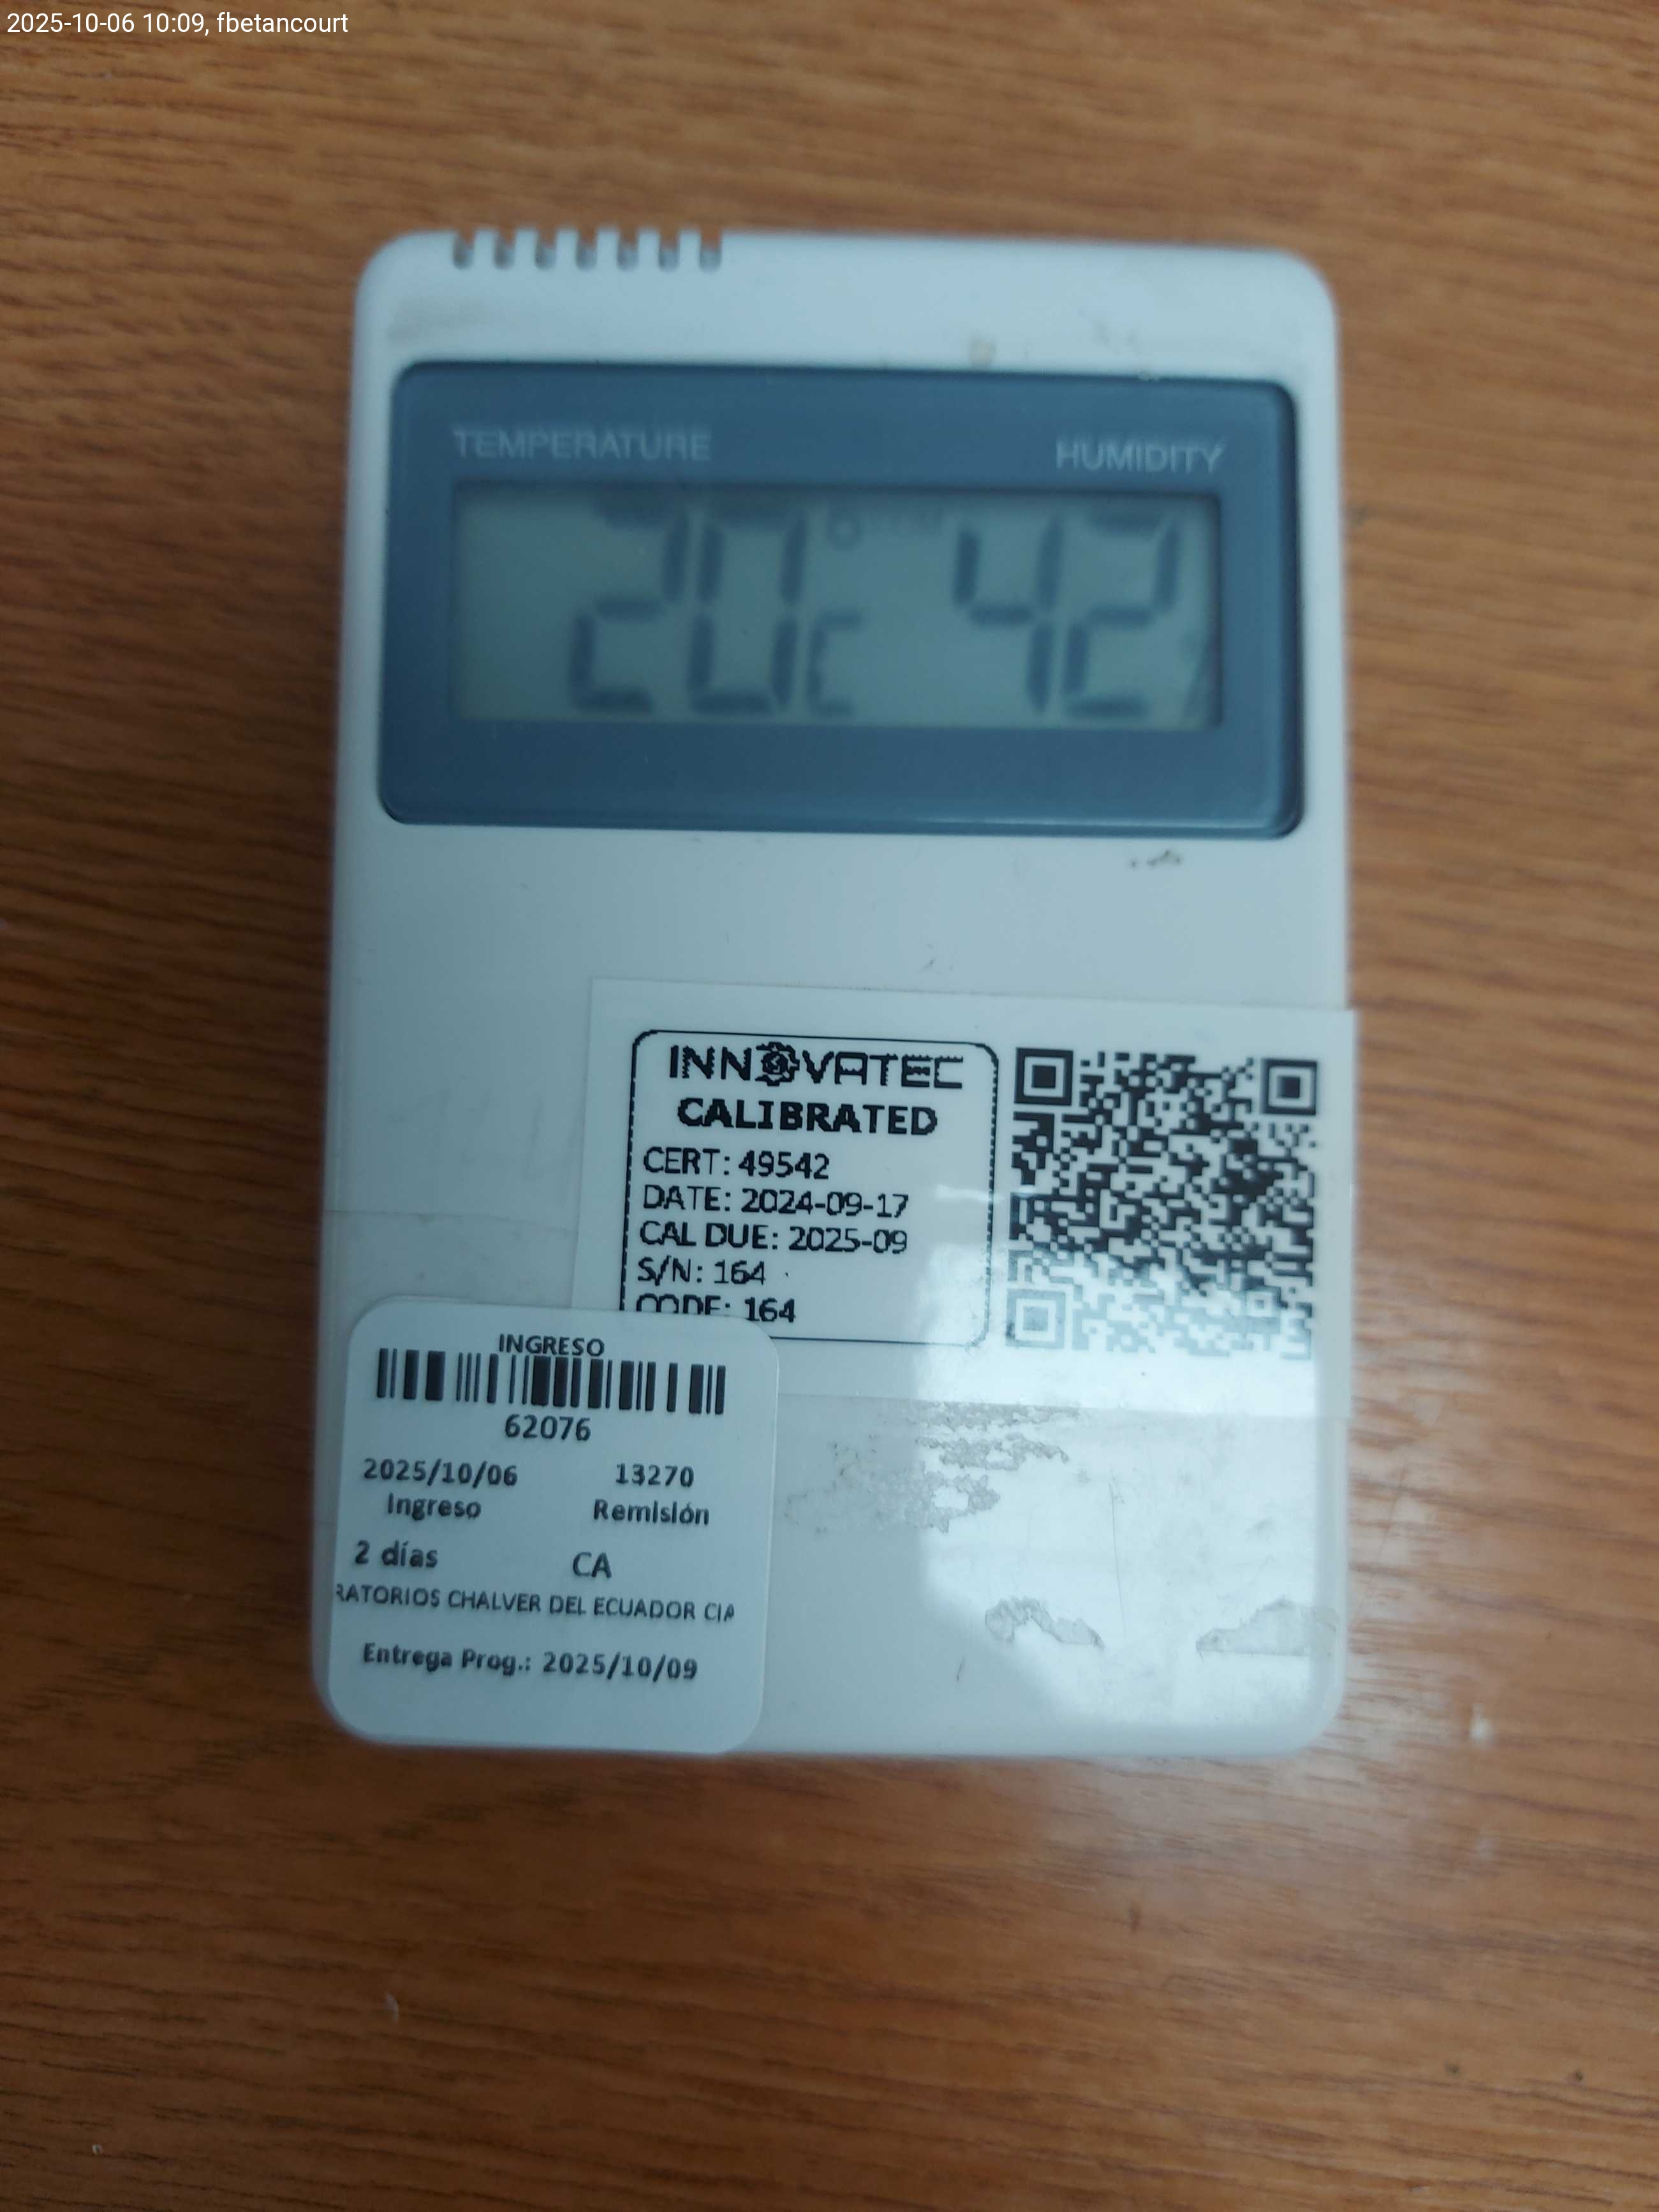 2025-10-06 10:09, fbetancourt
TEMPERATURE HUMIDITY
20°C 42
INNOVATEC
CALIBRATED
CERT: 49542
DATE: 2024-09-17
CAL DUE: 2025-09
S/N: 164
CODE: 164
INGRESO
62076
2025/10/06 13270
Ingreso Remisión
2 días CA
RATORIOS CHALVER DEL ECUADOR CIA
Entrega Prog.: 2025/10/09